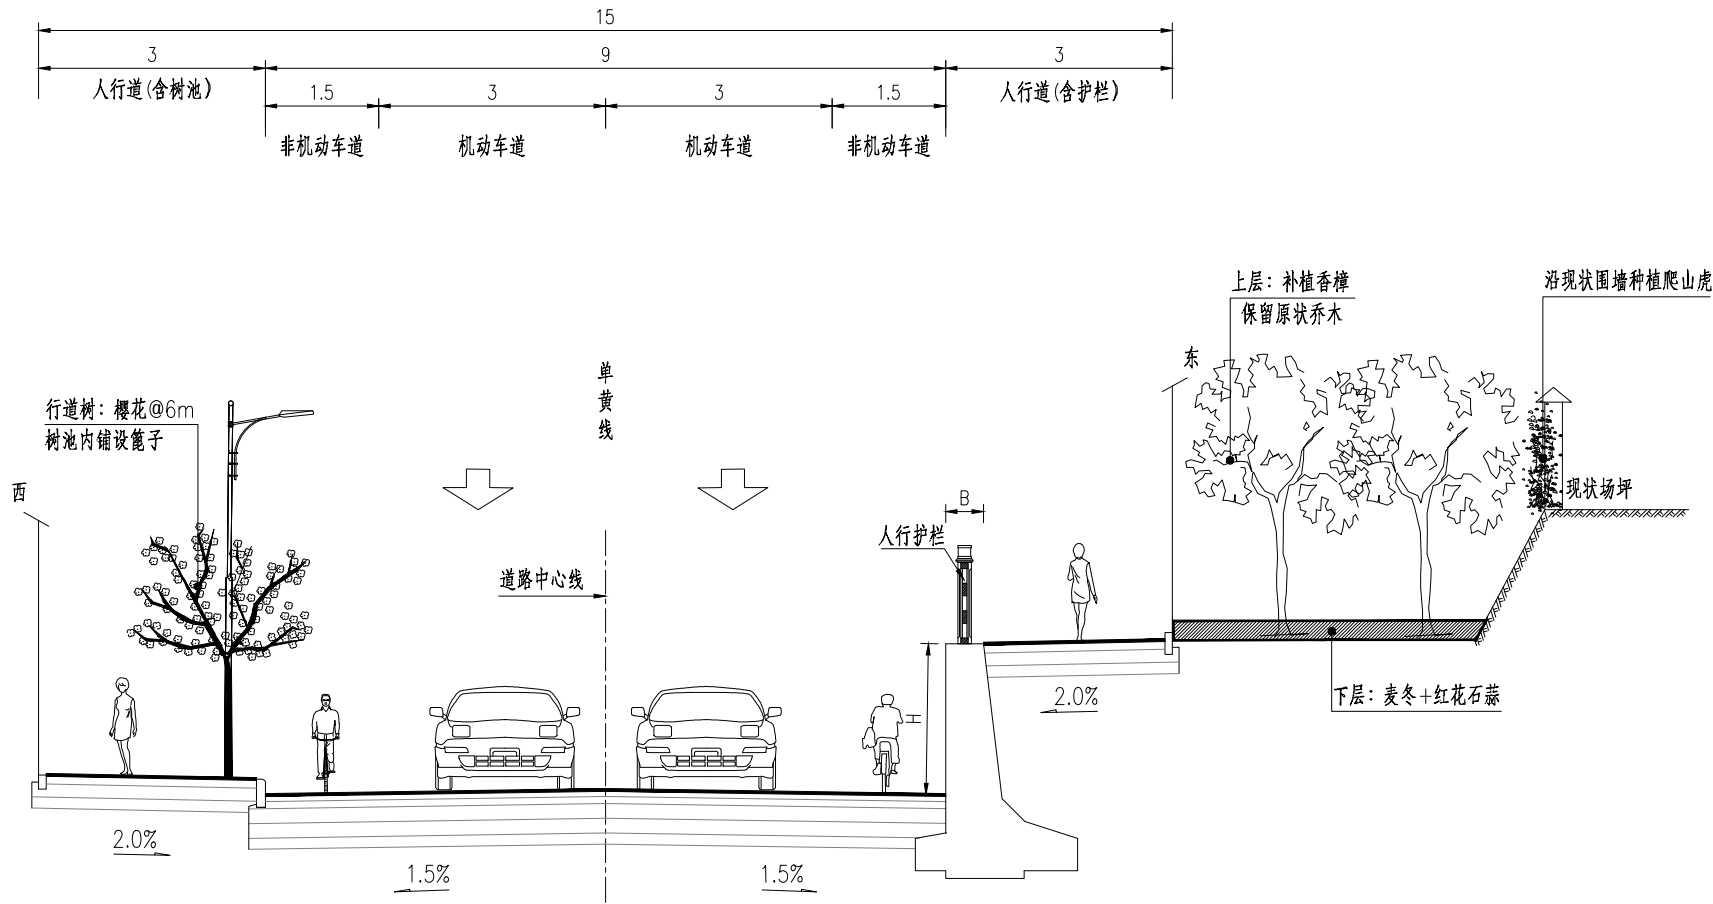 15
3
9
3
人行道(含树池)
人行道(含护栏)
1.5
3
3
1.5
非机动车道
机动车道
机动车道
非机动车道
上层：补植香樟
保留原状乔木
沿现状围墙种植爬山虎
东
单黄线
行道树：樱花@6m
树池内铺设篦子
西
现状场坪
B
人行护栏
道路中心线
H
2.0%
下层：麦冬+红花石蒜
2.0%
1.5%
1.5%